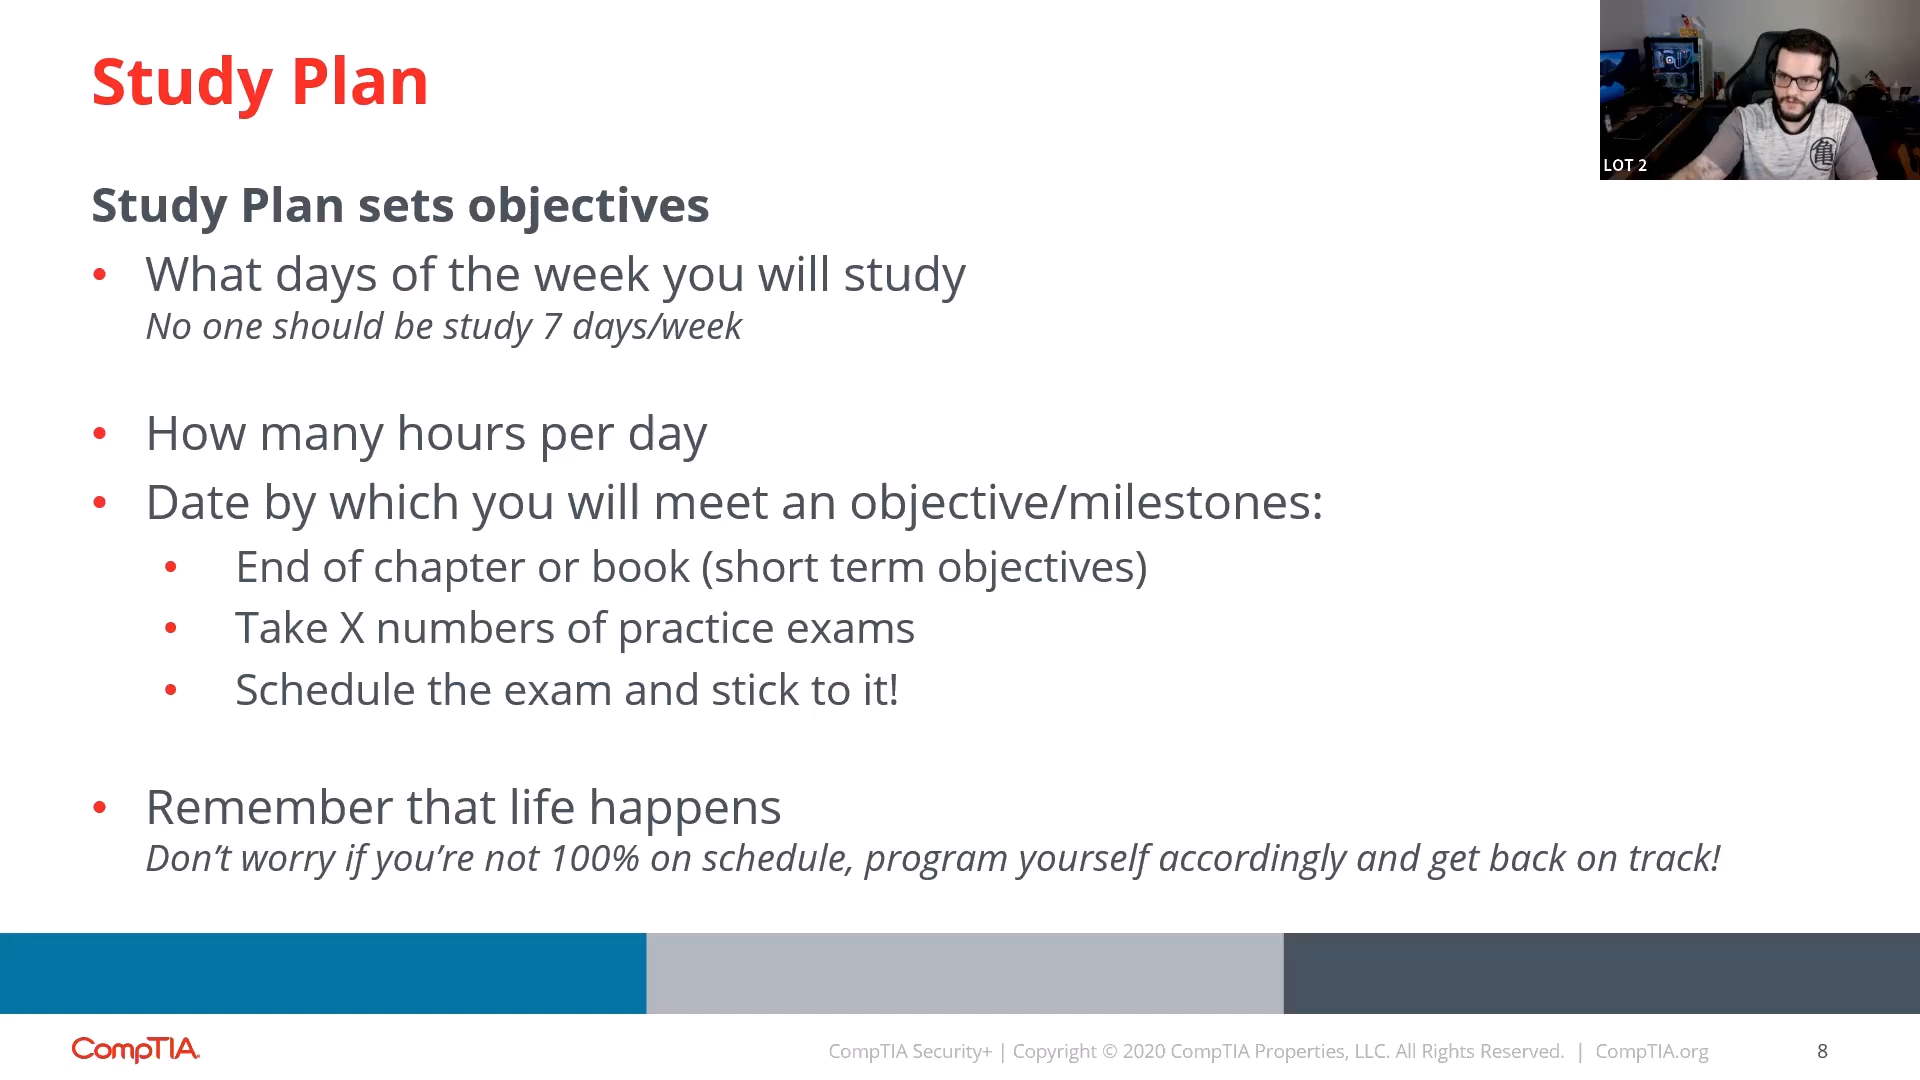 Study Plan
LOT 2
亀
Study Plan sets objectives
• What days of the week you will study
No one should be study 7 days/week
• How many hours per day
• Date by which you will meet an objective/milestones:
• End of chapter or book (short term objectives)
• Take X numbers of practice exams
• Schedule the exam and stick to it!
• Remember that life happens
Don’t worry if you’re not 100% on schedule, program yourself accordingly and get back on track!
CompTIA
CompTIA Security+ | Copyright © 2020 CompTIA Properties, LLC. All Rights Reserved. | CompTIA.org
8